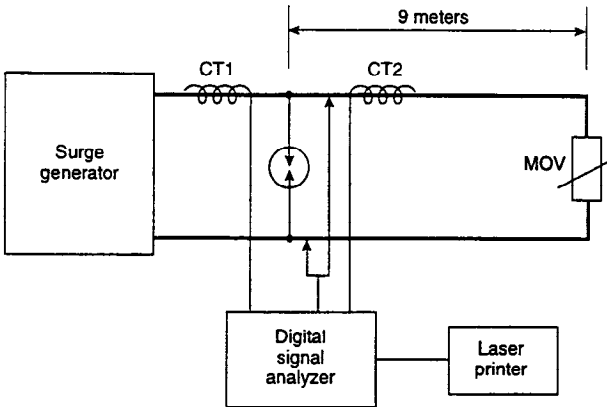 9 meters
CT1
CT2
Surge
generator
MOV
Digital
signal
analyzer
Laser
printer